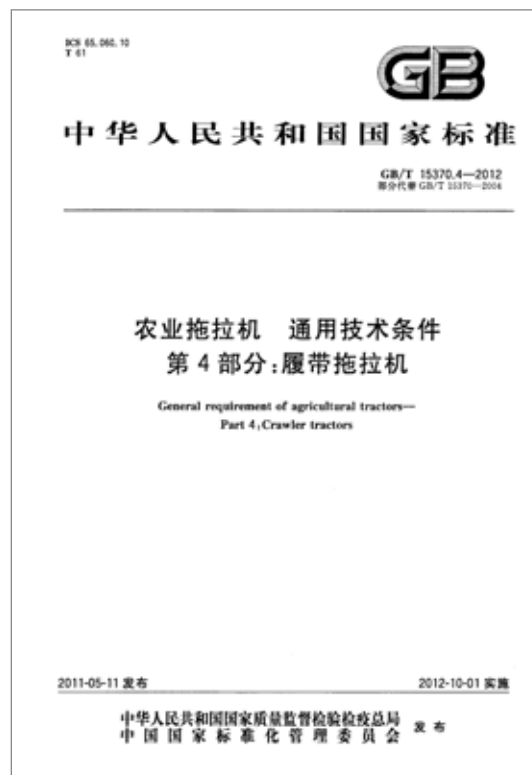 ICS 65.060.10
T 61
GB
中华人民共和国国家标准
GB/T 15370.4—2012
部分代替 GB/T 15370—2004
农业拖拉机 通用技术条件
第 4 部分:履带拖拉机
General requirement of agricultural tractors—
Part 4:Crawler tractors
2011-05-11 发布
2012-10-01 实施
中华人民共和国国家质量监督检验检疫总局
中国国家标准化管理委员会
发布